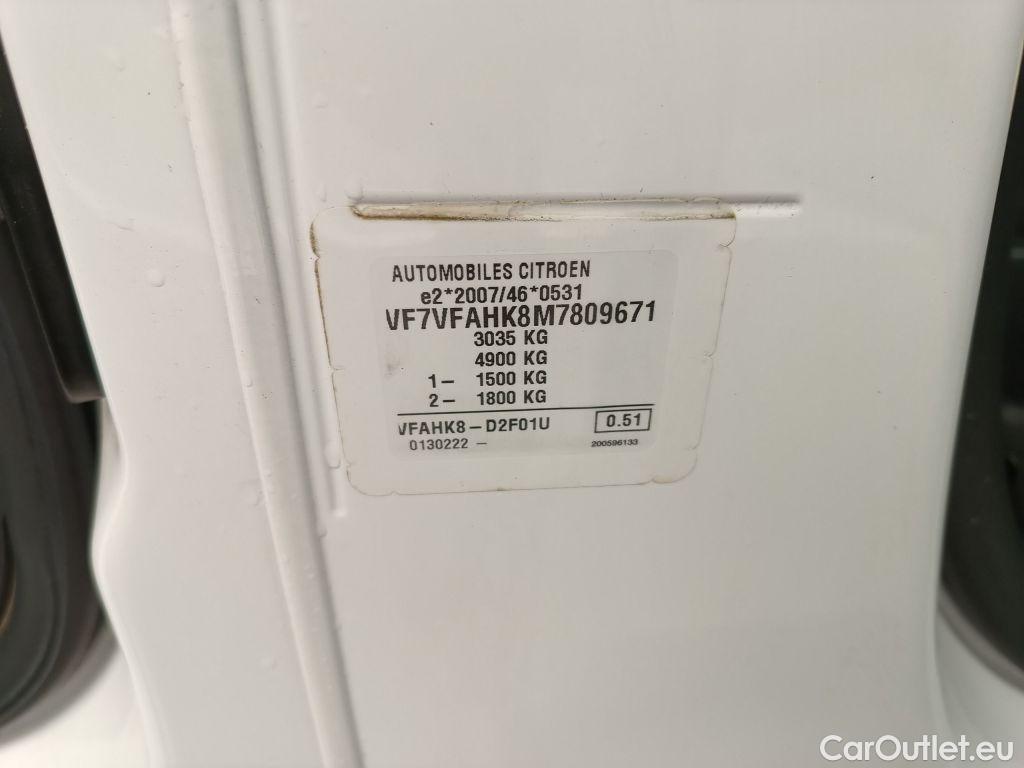 AUTOMOBILES CITROEN
e2*2007/46*0531
VF7VFAHK8M7809671
3035 KG
4900 KG
1- 1500 KG
2- 1800 KG
VFAHK8-D2F01U 0.51
0130222 - 200596133
CarOutlet.eu